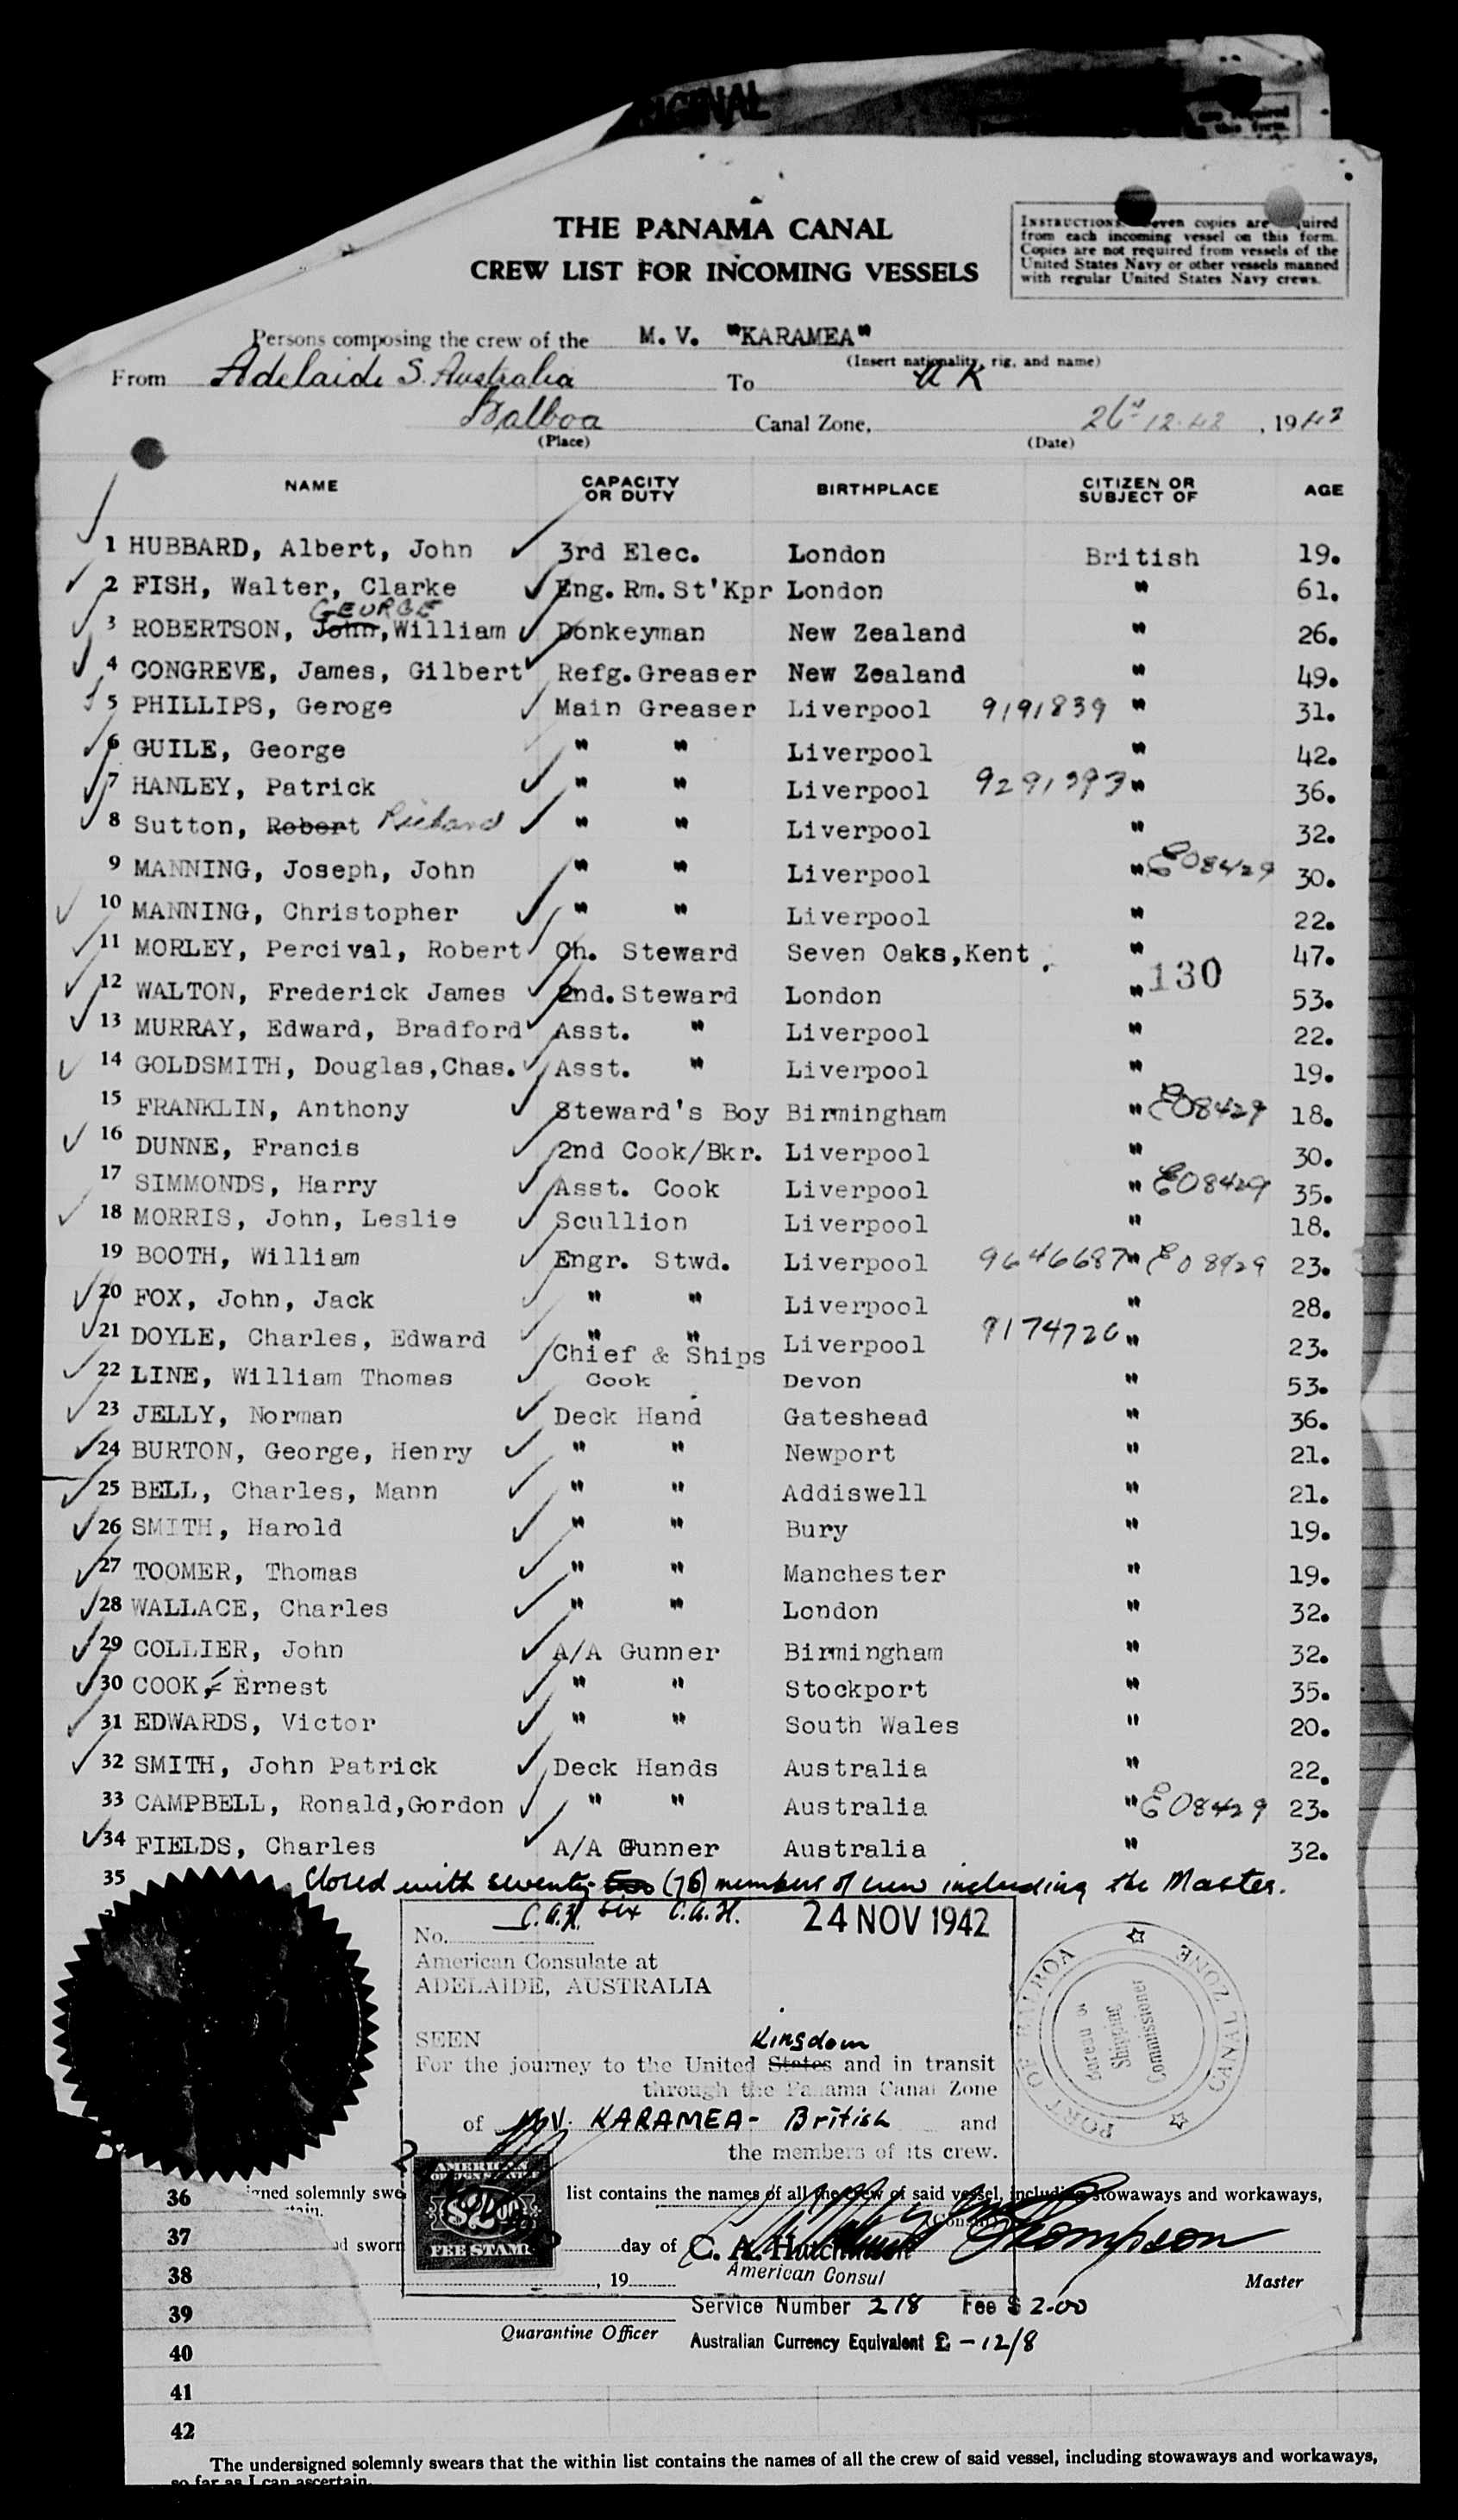 ORIGINAL
THE PANAMA CANAL
CREW LIST FOR INCOMING VESSELS
INSTRUCTIONS even copies are quired
from each incoming vessel on this form.
Copies are not required from vessels of the
United States Navy or other vessels manned
with regular United States Navy crews.
Persons composing the crew of the M. V. "KARAMEA"
(Insert nationality, rig, and name)
From Adelaide S. Australia To U K
Balboa Canal Zone, 26 12.42, 1942
(Place) (Date)
NAME CAPACITY OR DUTY BIRTHPLACE CITIZEN OR SUBJECT OF AGE
1 HUBBARD, Albert, John 3rd Elec. London British 19.
2 FISH, Walter, Clarke Eng. Rm. St'Kpr London " 61.
GEORGE
3 ROBERTSON, John, William Donkeyman New Zealand " 26.
4 CONGREVE, James, Gilbert Refg. Greaser New Zealand " 49.
5 PHILLIPS, Geroge Main Greaser Liverpool 9191839 " 31.
6 GUILE, George " " Liverpool " 42.
7 HANLEY, Patrick " " Liverpool 9291393 " 36.
8 Sutton, Robert Richard " " Liverpool " 32.
9 MANNING, Joseph, John " " Liverpool " E08429 30.
10 MANNING, Christopher " " Liverpool " 22.
11 MORLEY, Percival, Robert Ch. Steward Seven Oaks,Kent " 47.
12 WALTON, Frederick James 2nd. Steward London " 130 53.
13 MURRAY, Edward, Bradford Asst. " Liverpool " 22.
14 GOLDSMITH, Douglas,Chas. Asst. " Liverpool " 19.
15 FRANKLIN, Anthony Steward's Boy Birmingham " E08429 18.
16 DUNNE, Francis 2nd Cook/Bkr. Liverpool " 30.
17 SIMMONDS, Harry Asst. Cook Liverpool " E08429 35.
18 MORRIS, John, Leslie Scullion Liverpool " 18.
19 BOOTH, William Engr. Stwd. Liverpool 9646687 " E08429 23.
20 FOX, John, Jack " " Liverpool " 28.
21 DOYLE, Charles, Edward " " Liverpool 9174726 " 23.
Chief & Ships
22 LINE, William Thomas Cook Devon " 53.
23 JELLY, Norman Deck Hand Gateshead " 36.
24 BURTON, George, Henry " " Newport " 21.
25 BELL, Charles, Mann " " Addiswell " 21.
26 SMITH, Harold " " Bury " 19.
27 TOOMER, Thomas " " Manchester " 19.
28 WALLACE, Charles " " London " 32.
29 COLLIER, John A/A Gunner Birmingham " 32.
30 COOK, Ernest " " Stockport " 35.
31 EDWARDS, Victor " " South Wales " 20.
32 SMITH, John Patrick Deck Hands Australia " 22.
33 CAMPBELL, Ronald,Gordon " " Australia " E08429 23.
34 FIELDS, Charles A/A Gunner Australia " 32.
35 Closed with seventy (76) members of crew including the Master.
C.A.H. six C.A.H. 24 NOV 1942
No.
American Consulate at
ADELAIDE, AUSTRALIA
PORT OF BALBOA CANAL ZONE
Shipping Commissioner
SEEN Kingdom
For the journey to the United States and in transit
through the Panama Canal Zone
of M.V. KARAMEA - British and
the members of its crew.
AMERICAN
FEE STAMP
36 gned solemnly swe list contains the names of all the crew of said vessel, including stowaways and workaways,
tain.
37 d sworn day of C. A. Hutchinson Thompson
38 , 19 American Consul Master
39 Service Number 218 Fee $ 2.00
Quarantine Officer Australian Currency Equivalent £ - 12/8
40
41
42
The undersigned solemnly swears that the within list contains the names of all the crew of said vessel, including stowaways and workaways,
so far as I can ascertain.